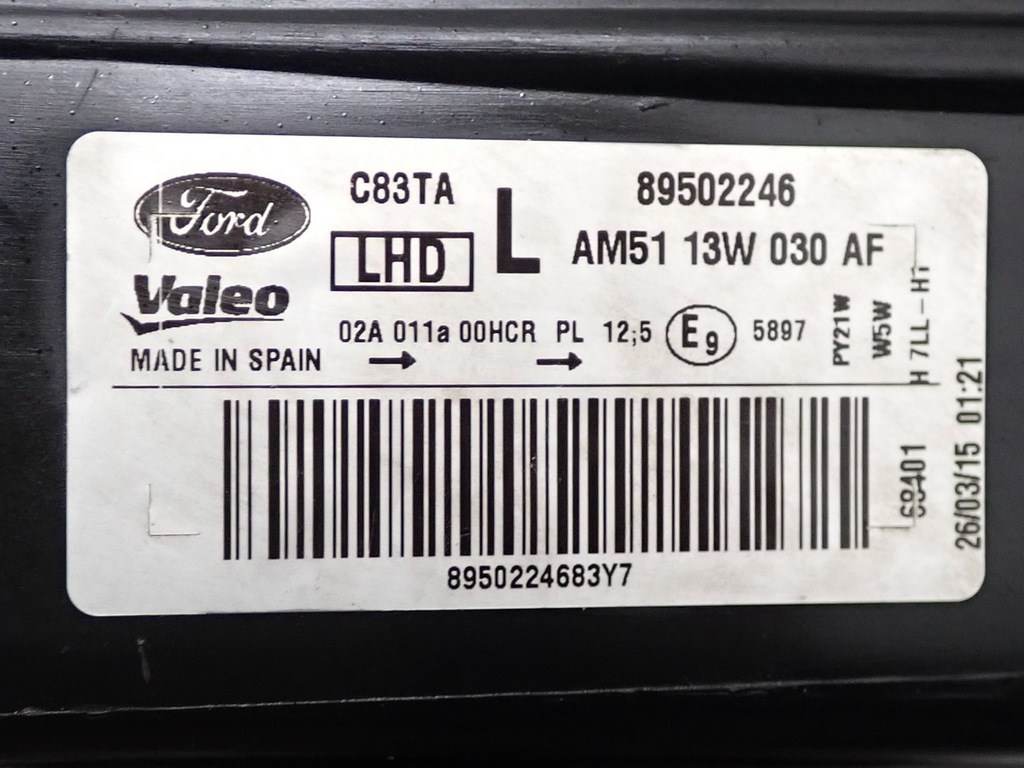 Ford
C83TA
L
89502246
LHD
AM51 13W 030 AF
Valeo
02A 011a 00HCR PL 12;5 E9 5897
MADE IN SPAIN
PY21W
W5W
H 7LL-H1
8950224683Y7
68401
26/03/15 01:21